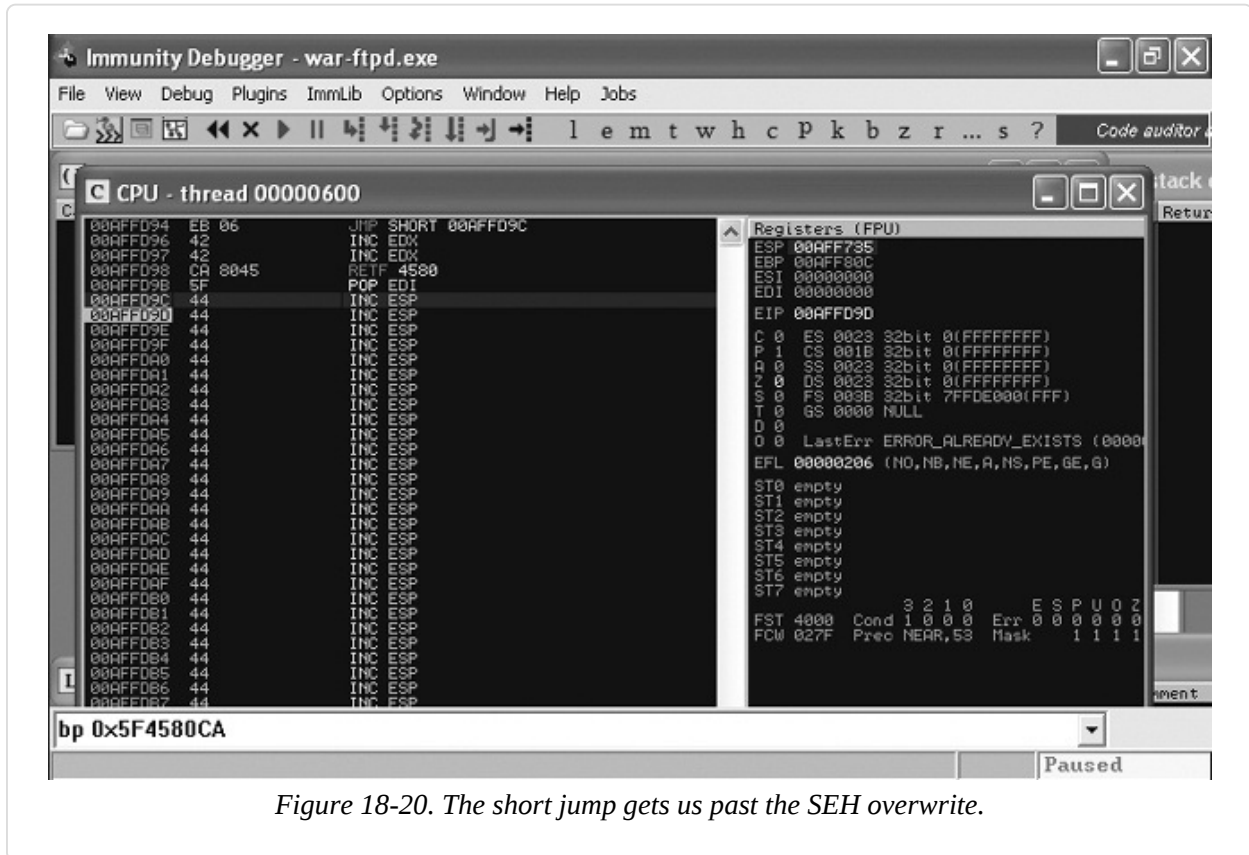 Immunity Debugger - war-ftpd.exe
File View Debug Plugins ImmLib Options Window Help Jobs
l e m t w h c P k b z r ... s ? Code auditor
C CPU - thread 00000600
stack
Retur
00AFFD94 EB 06 JMP SHORT 00AFFD9C
00AFFD96 42 INC EDX
00AFFD97 42 INC EDX
00AFFD98 CA 8045 RETF 4580
00AFFD9B 5F POP EDI
00AFFD9C 44 INC ESP
00AFFD9D 44 INC ESP
00AFFD9E 44 INC ESP
00AFFD9F 44 INC ESP
00AFFDA0 44 INC ESP
00AFFDA1 44 INC ESP
00AFFDA2 44 INC ESP
00AFFDA3 44 INC ESP
00AFFDA4 44 INC ESP
00AFFDA5 44 INC ESP
00AFFDA6 44 INC ESP
00AFFDA7 44 INC ESP
00AFFDA8 44 INC ESP
00AFFDA9 44 INC ESP
00AFFDAA 44 INC ESP
00AFFDAB 44 INC ESP
00AFFDAC 44 INC ESP
00AFFDAD 44 INC ESP
00AFFDAE 44 INC ESP
00AFFDAF 44 INC ESP
00AFFDB0 44 INC ESP
00AFFDB1 44 INC ESP
00AFFDB2 44 INC ESP
00AFFDB3 44 INC ESP
00AFFDB4 44 INC ESP
00AFFDB5 44 INC ESP
00AFFDB6 44 INC ESP
00AFFDB7 44 INC ESP
Registers (FPU)
ESP 00AFF735
EBP 00AFF80C
ESI 00000000
EDI 00000000
EIP 00AFFD9D
C 0 ES 0023 32bit 0(FFFFFFFF)
P 1 CS 001B 32bit 0(FFFFFFFF)
A 0 SS 0023 32bit 0(FFFFFFFF)
Z 0 DS 0023 32bit 0(FFFFFFFF)
S 0 FS 003B 32bit 7FFDE000(FFF)
T 0 GS 0000 NULL
D 0
O 0 LastErr ERROR_ALREADY_EXISTS (0000
EFL 00000206 (NO,NB,NE,A,NS,PE,GE,G)
ST0 empty
ST1 empty
ST2 empty
ST3 empty
ST4 empty
ST5 empty
ST6 empty
ST7 empty
3 2 1 0 E S P U O Z
FST 4000 Cond 1 0 0 0 Err 0 0 0 0 0 0
FCW 027F Prec NEAR,53 Mask 1 1 1 1
L
mment
bp 0x5F4580CA
Paused
Figure 18-20. The short jump gets us past the SEH overwrite.